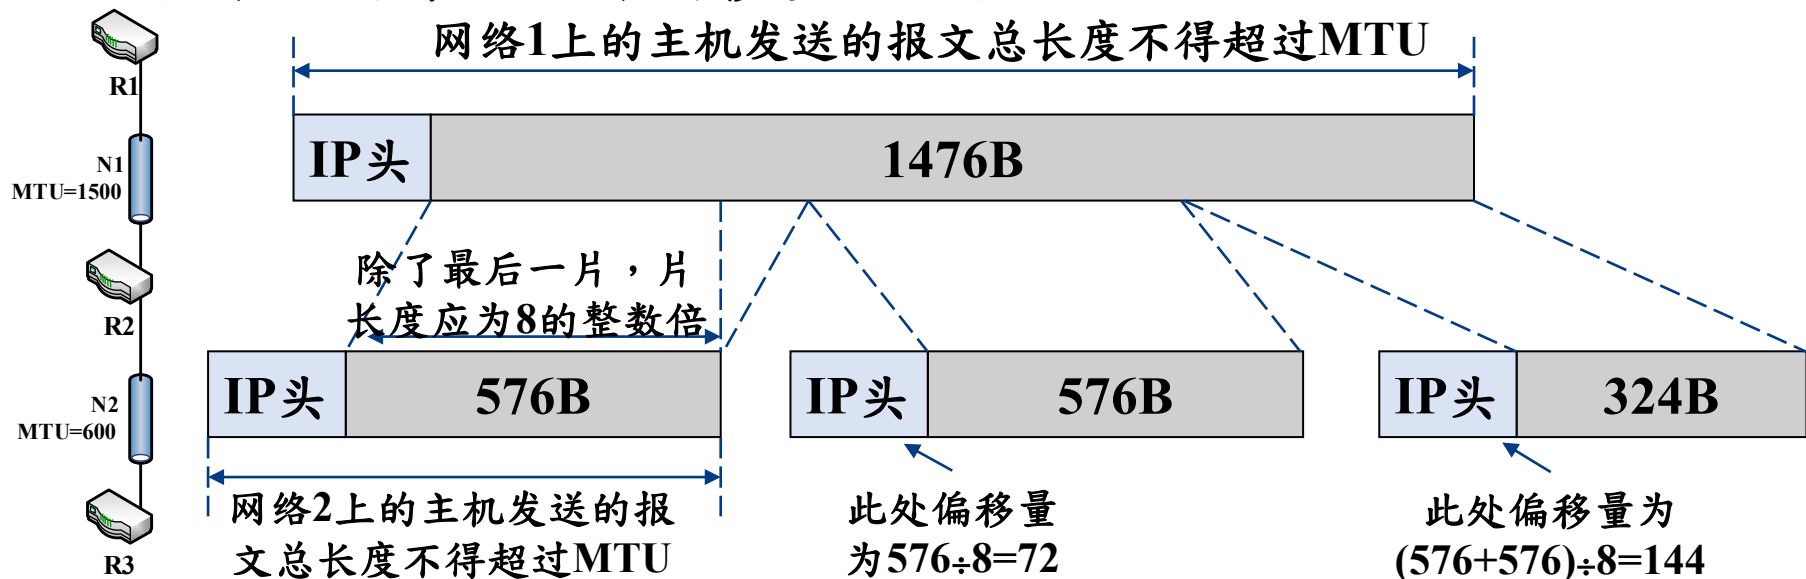 网络1上的主机发送的报文总长度不得超过MTU
R1
IP头
1476B
N1
MTU=1500
除了最后一片，片
长度应为8的整数倍
R2
IP头
576B
IP头
576B
IP头
324B
N2
MTU=600
网络2上的主机发送的报
文总长度不得超过MTU
此处偏移量
为576÷8=72
此处偏移量为
(576+576)÷8=144
R3